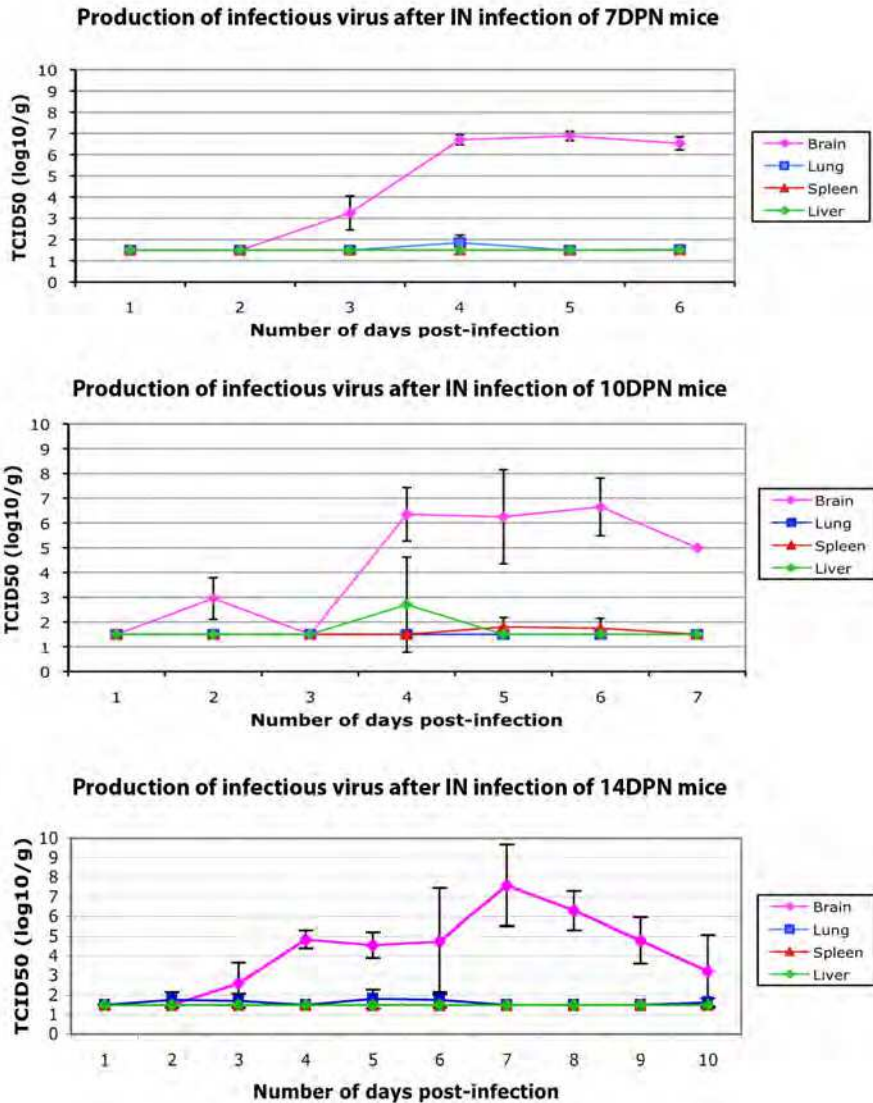 Production of infectious virus after IN infection of 7DPN mice
TCID50 (log10/g)
10
9
8
7
6
5
4
3
2
1
0
1 2 3 4 5 6
Number of days post-infection
Brain
Lung
Spleen
Liver
Production of infectious virus after IN infection of 10DPN mice
TCID50 (log10/g)
10
9
8
7
6
5
4
3
2
1
0
1 2 3 4 5 6 7
Number of days post-infection
Brain
Lung
Spleen
Liver
Production of infectious virus after IN infection of 14DPN mice
TCID50 (log10/g)
10
9
8
7
6
5
4
3
2
1
0
1 2 3 4 5 6 7 8 9 10
Number of days post-infection
Brain
Lung
Spleen
Liver